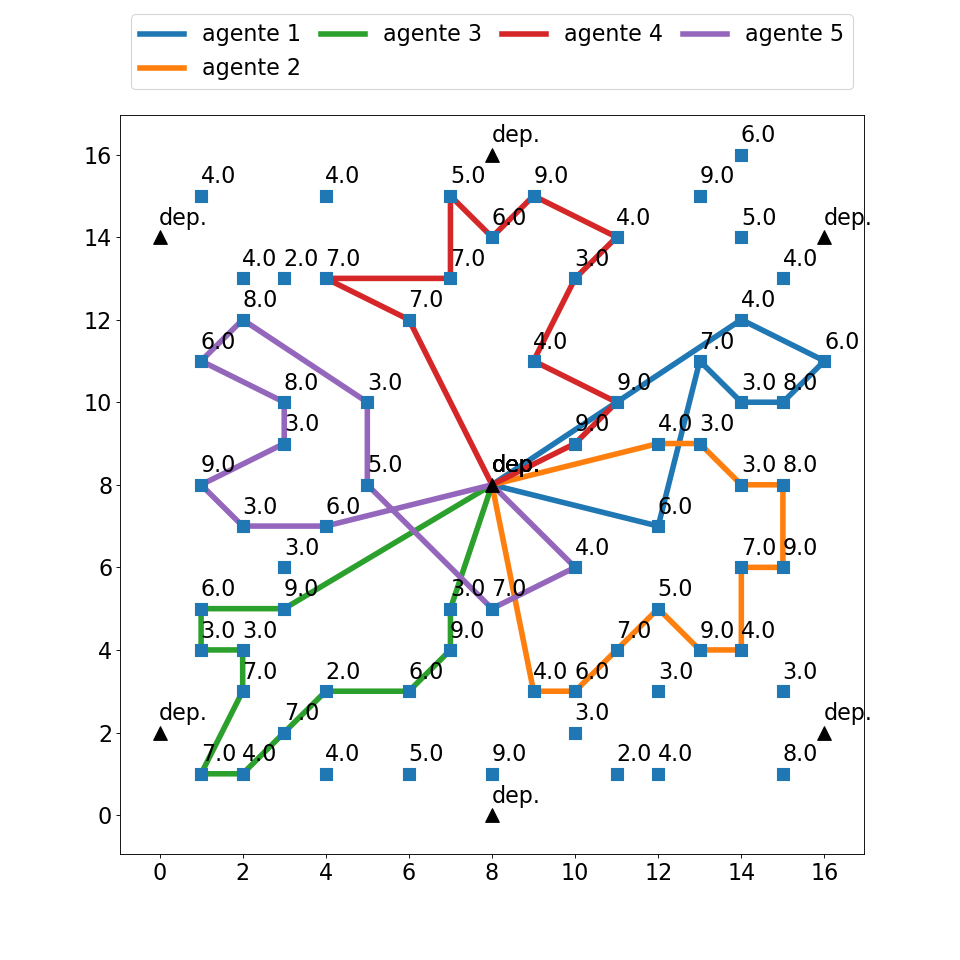 agente 1 agente 3 agente 4 agente 5
agente 2
6.0
dep.
16
4.0 4.0 5.0 9.0 9.0
dep. 6.0 4.0 5.0 dep.
14
4.0 2.0 7.0 7.0 3.0 4.0
8.0 7.0 4.0
12
6.0 4.0 7.0 6.0
8.0 3.0 9.0 3.0 8.0
10
3.0 9.0 4.0 3.0
9.0 5.0 dep. 3.0 8.0
8
3.0 6.0 6.0
3.0 4.0 7.0 9.0
6
6.0 9.0 3.0 7.0 5.0
3.0 3.0 9.0 7.0 9.0 4.0
4
7.0 2.0 6.0 4.0 6.0 3.0 3.0
dep. 7.0 3.0 dep.
2
7.0 4.0 4.0 5.0 9.0 2.0 4.0 8.0
dep.
0
0 2 4 6 8 10 12 14 16